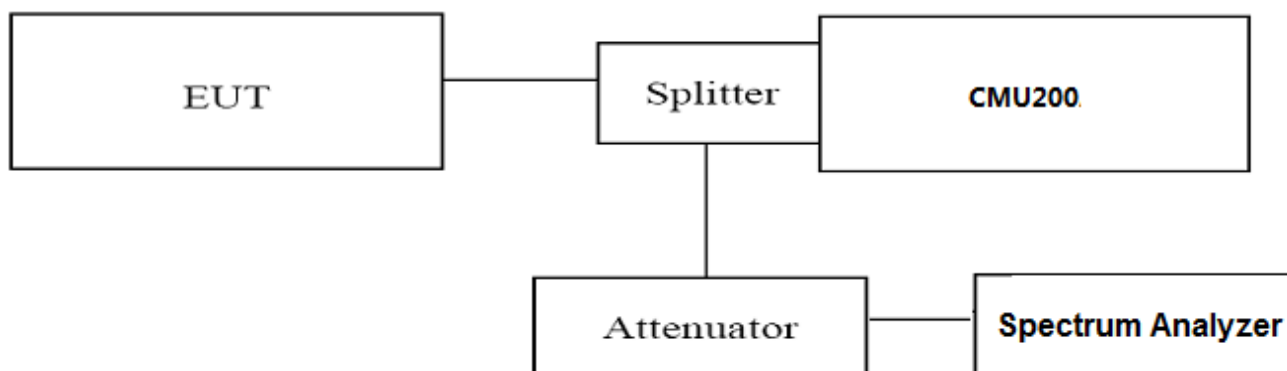 EUT
Splitter
CMU200.
Attenuator
Spectrum Analyzer